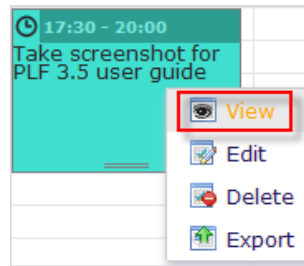 17:30 - 20:00
Take screenshot for
PLF 3.5 user guide
View
Edit
Delete
Export